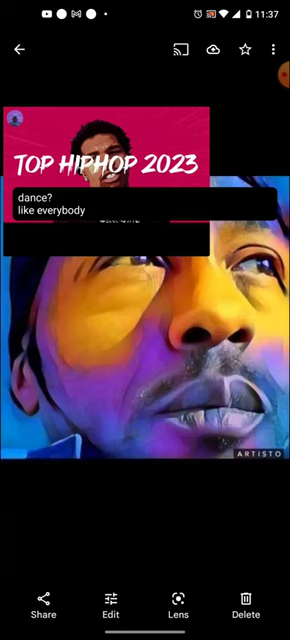 11:37
TOP HIPHOP 2023
dance?
like everybody
ARTISTO
Share
Edit
Lens
Delete